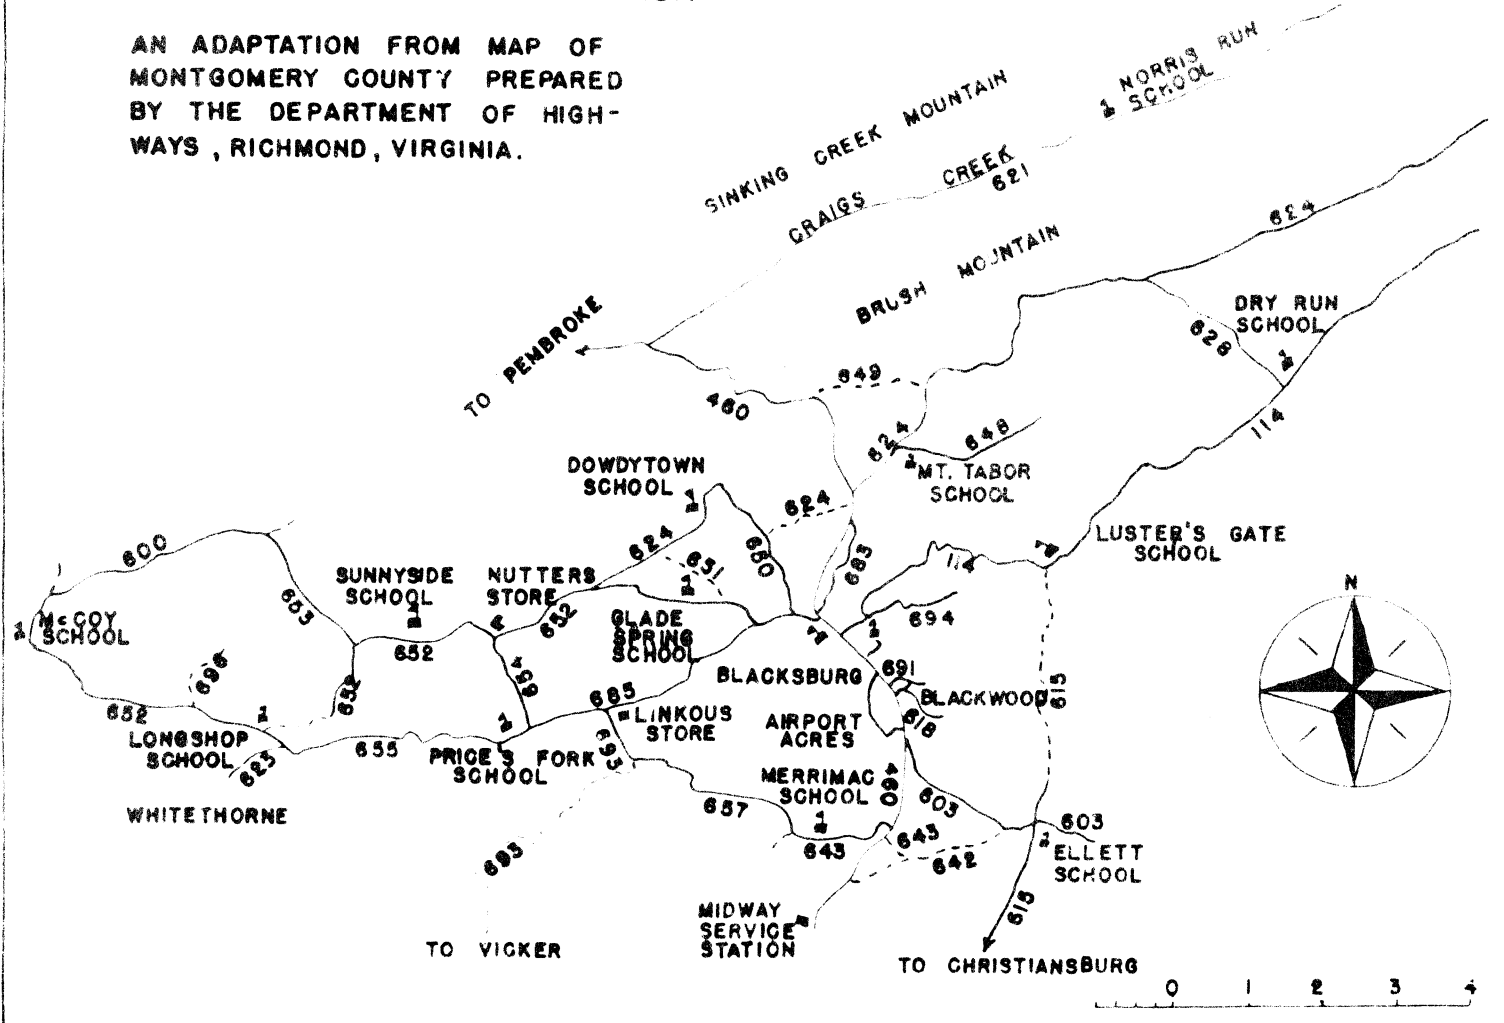 AN ADAPTATION FROM MAP OF
MONTGOMERY COUNTY PREPARED
BY THE DEPARTMENT OF HIGH-
WAYS, RICHMOND, VIRGINIA.
NORRIS RUN
SCHOOL
SINKING CREEK MOUNTAIN
CRAIGS CREEK
621
BRUSH MOUNTAIN
624
DRY RUN
SCHOOL
628
TO PEMBROKE
649
460
114
624
648
MT. TABOR
SCHOOL
DOWDYTOWN
SCHOOL
624
624
650
683
631
LUSTER'S GATE
SCHOOL
114
600
SUNNYSIDE
SCHOOL
NUTTERS
STORE
653
652
McCOY
SCHOOL
GLADE
SPRING
SCHOOL
694
N
652
654
696
652
685
BLACKSBURG
691
BLACKWOOD
615
652
LINKOUS
STORE
AIRPORT
ACRES
618
LONGSHOP
SCHOOL
655
PRICE'S FORK
SCHOOL
693
623
MERRIMAC
SCHOOL
460
603
657
WHITETHORNE
603
643
643
642
ELLETT
SCHOOL
693
615
MIDWAY
SERVICE
STATION
TO VICKER
TO CHRISTIANSBURG
0 1 2 3 4